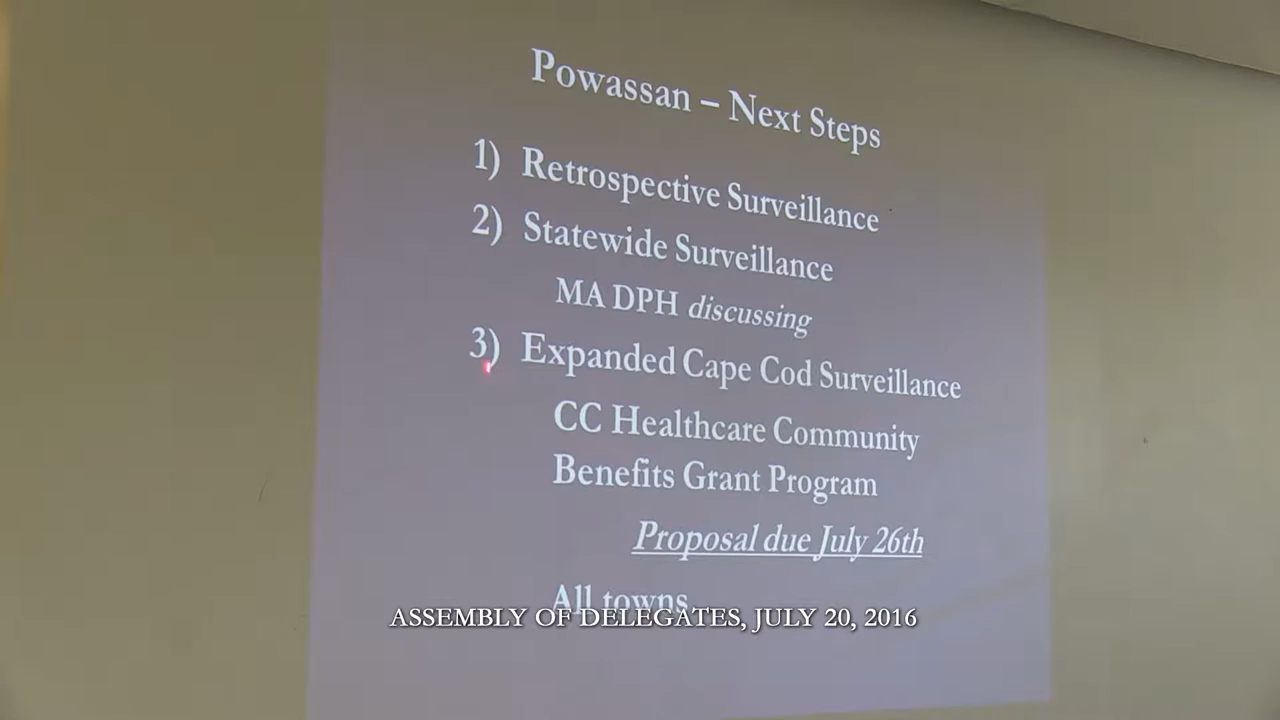 Powassan – Next Steps
1) Retrospective Surveillance
2) Statewide Surveillance
MA DPH discussing
3) Expanded Cape Cod Surveillance
CC Healthcare Community
Benefits Grant Program
Proposal due July 26th
All towns
ASSEMBLY OF DELEGATES, JULY 20, 2016